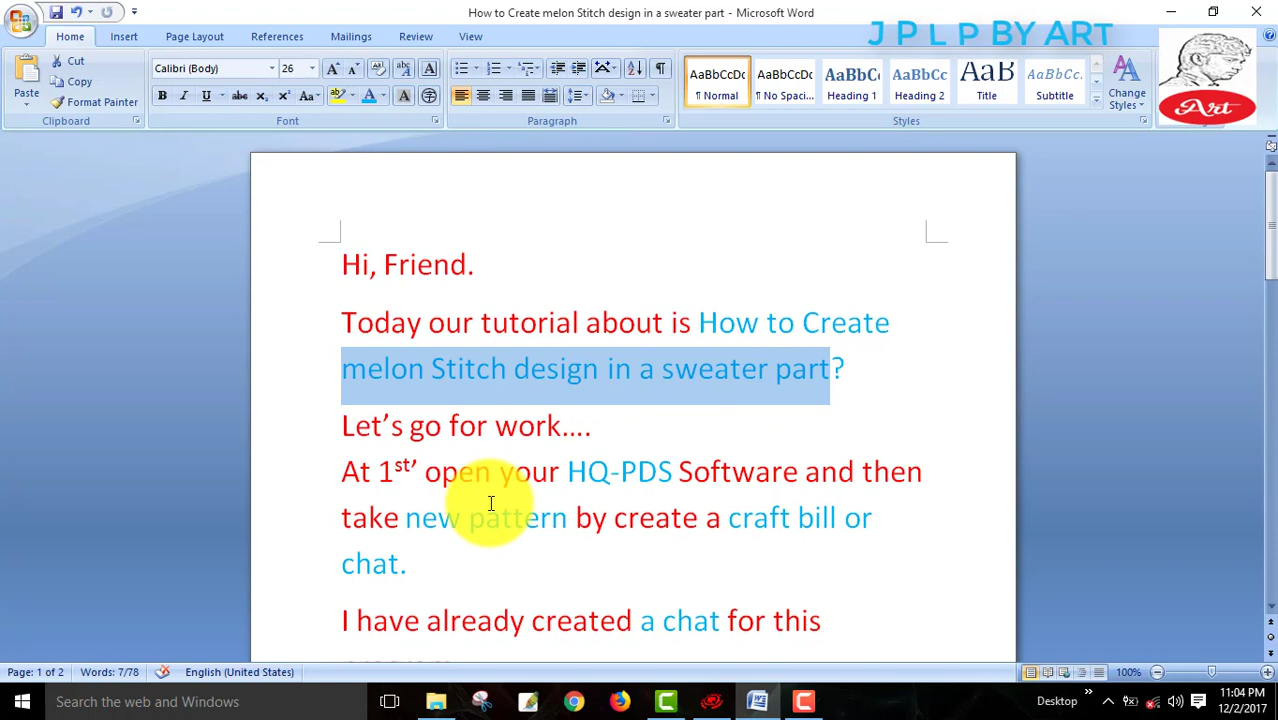 How to Create melon Stitch design in a sweater part - Microsoft Word
J P L P BY ART
Home Insert Page Layout References Mailings Review View
Paste
Cut
Copy
Format Painter
Clipboard
Calibri (Body) 26
Font
Paragraph
AaBbCcDc AaBbCcDc AaBbCc AaBbCc AaB AaBbCc.
¶ Normal ¶ No Spaci... Heading 1 Heading 2 Title Subtitle
Change Styles
Styles
Art
Hi, Friend.
Today our tutorial about is How to Create
melon Stitch design in a sweater part?
Let’s go for work....
At 1st’ open your HQ-PDS Software and then
take new pattern by create a craft bill or
chat.
I have already created a chat for this
Page: 1 of 2 Words: 7/78 English (United States) 100%
Search the web and Windows
Desktop
11:04 PM
12/2/2017